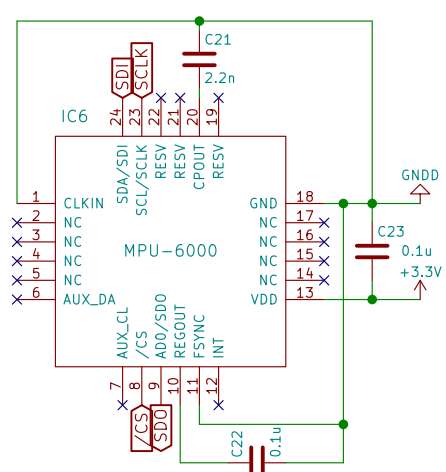 C21
2.2n
SDI
SCLK
IC6
24
23
22
21
20
19
SDA/SDI
SCL/SCLK
RESV
RESV
CPOUT
RESV
1 CLKIN
2 NC
3 NC
4 NC
5 NC
6 AUX_DA
MPU-6000
GND 18
NC 17
NC 16
NC 15
NC 14
VDD 13
GNDD
C23
0.1u
+3.3V
AUX_CL
/CS
AD0/SDO
REGOUT
FSYNC
INT
7
8
9
10
11
12
/CS
SDO
C22
0.1u